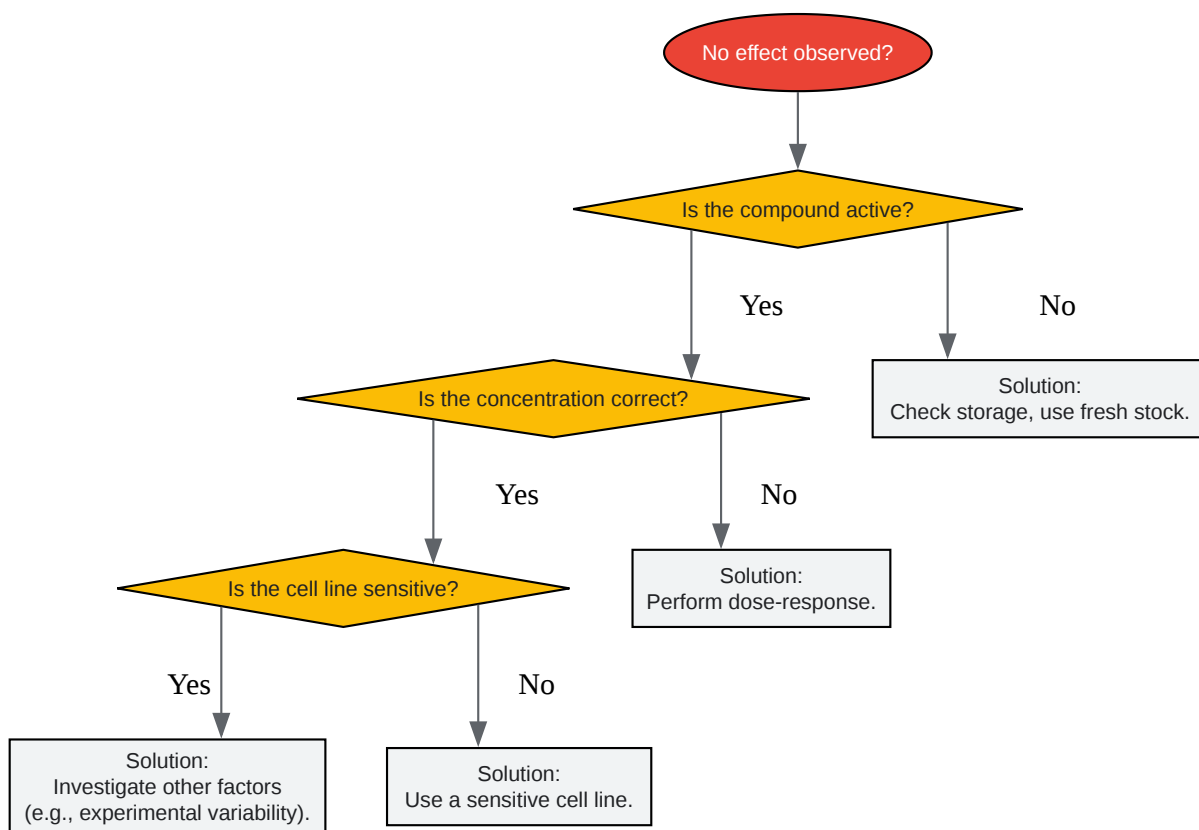 No effect observed?
Is the compound active?
Yes
No
Is the concentration correct?
Solution:
Check storage, use fresh stock.
Yes
No
Is the cell line sensitive?
Solution:
Perform dose-response.
Yes
No
Solution:
Investigate other factors
(e.g., experimental variability).
Solution:
Use a sensitive cell line.